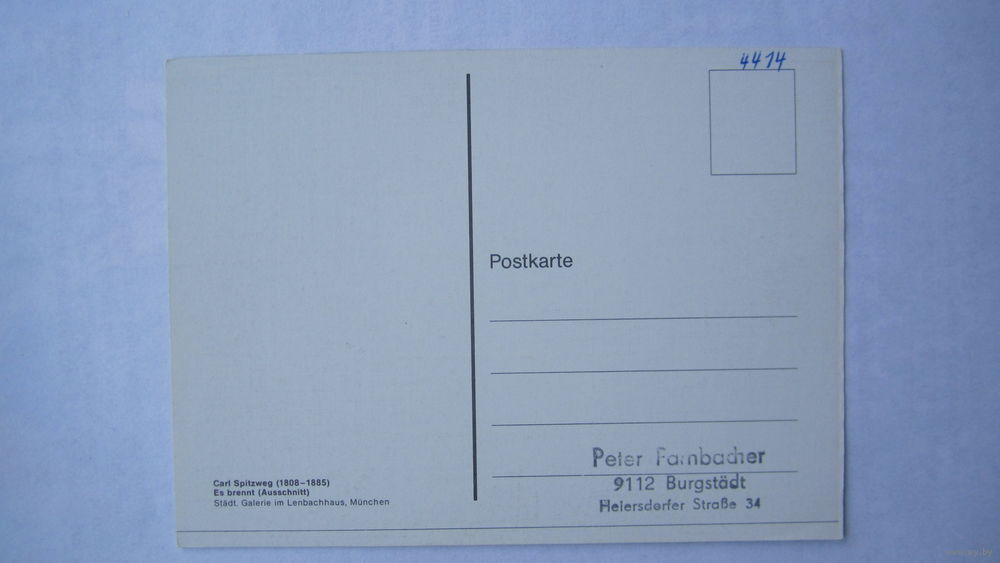 4414
Postkarte
Carl Spitzweg (1808–1885)
Es brennt (Ausschnitt)
Städt. Galerie im Lenbachhaus, München
Peter Farnbacher
9112 Burgstädt
Heiersdorfer Straße 34